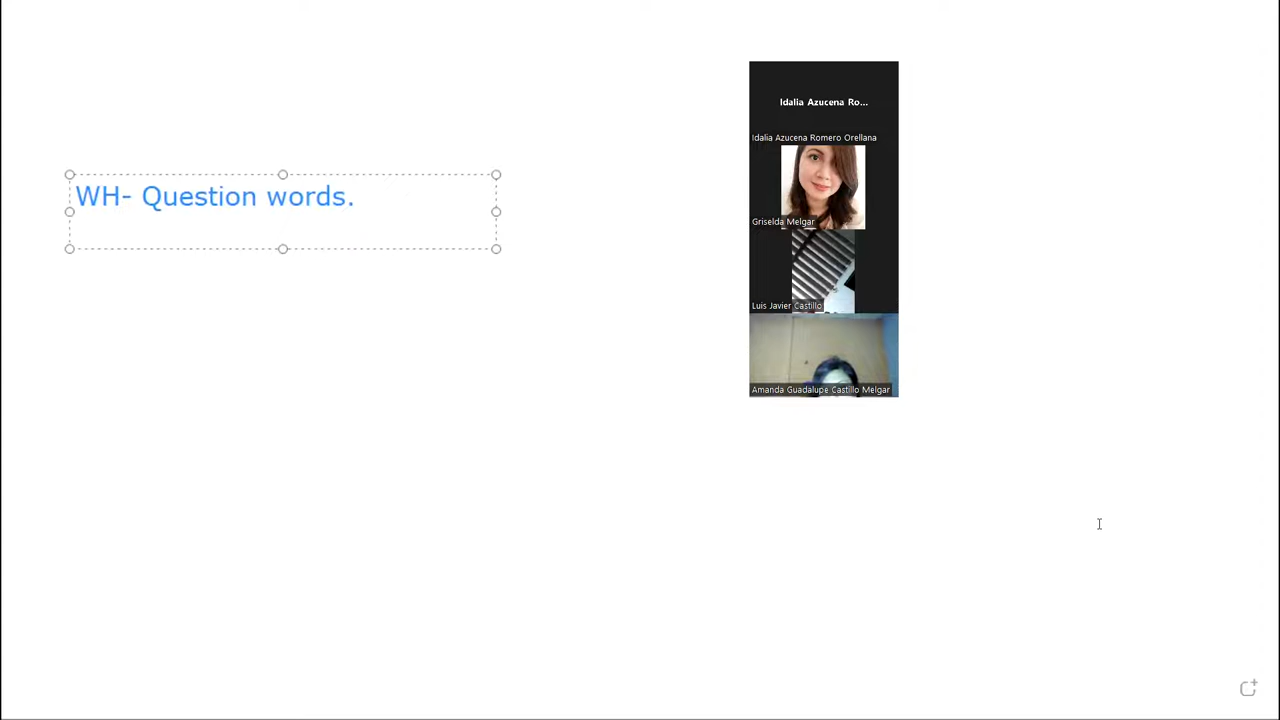 WH- Question words.
Idalia Azucena Ro...
Idalia Azucena Romero Orellana
Griselda Melgar
Luis Javier Castillo
Amanda Guadalupe Castillo Melgar